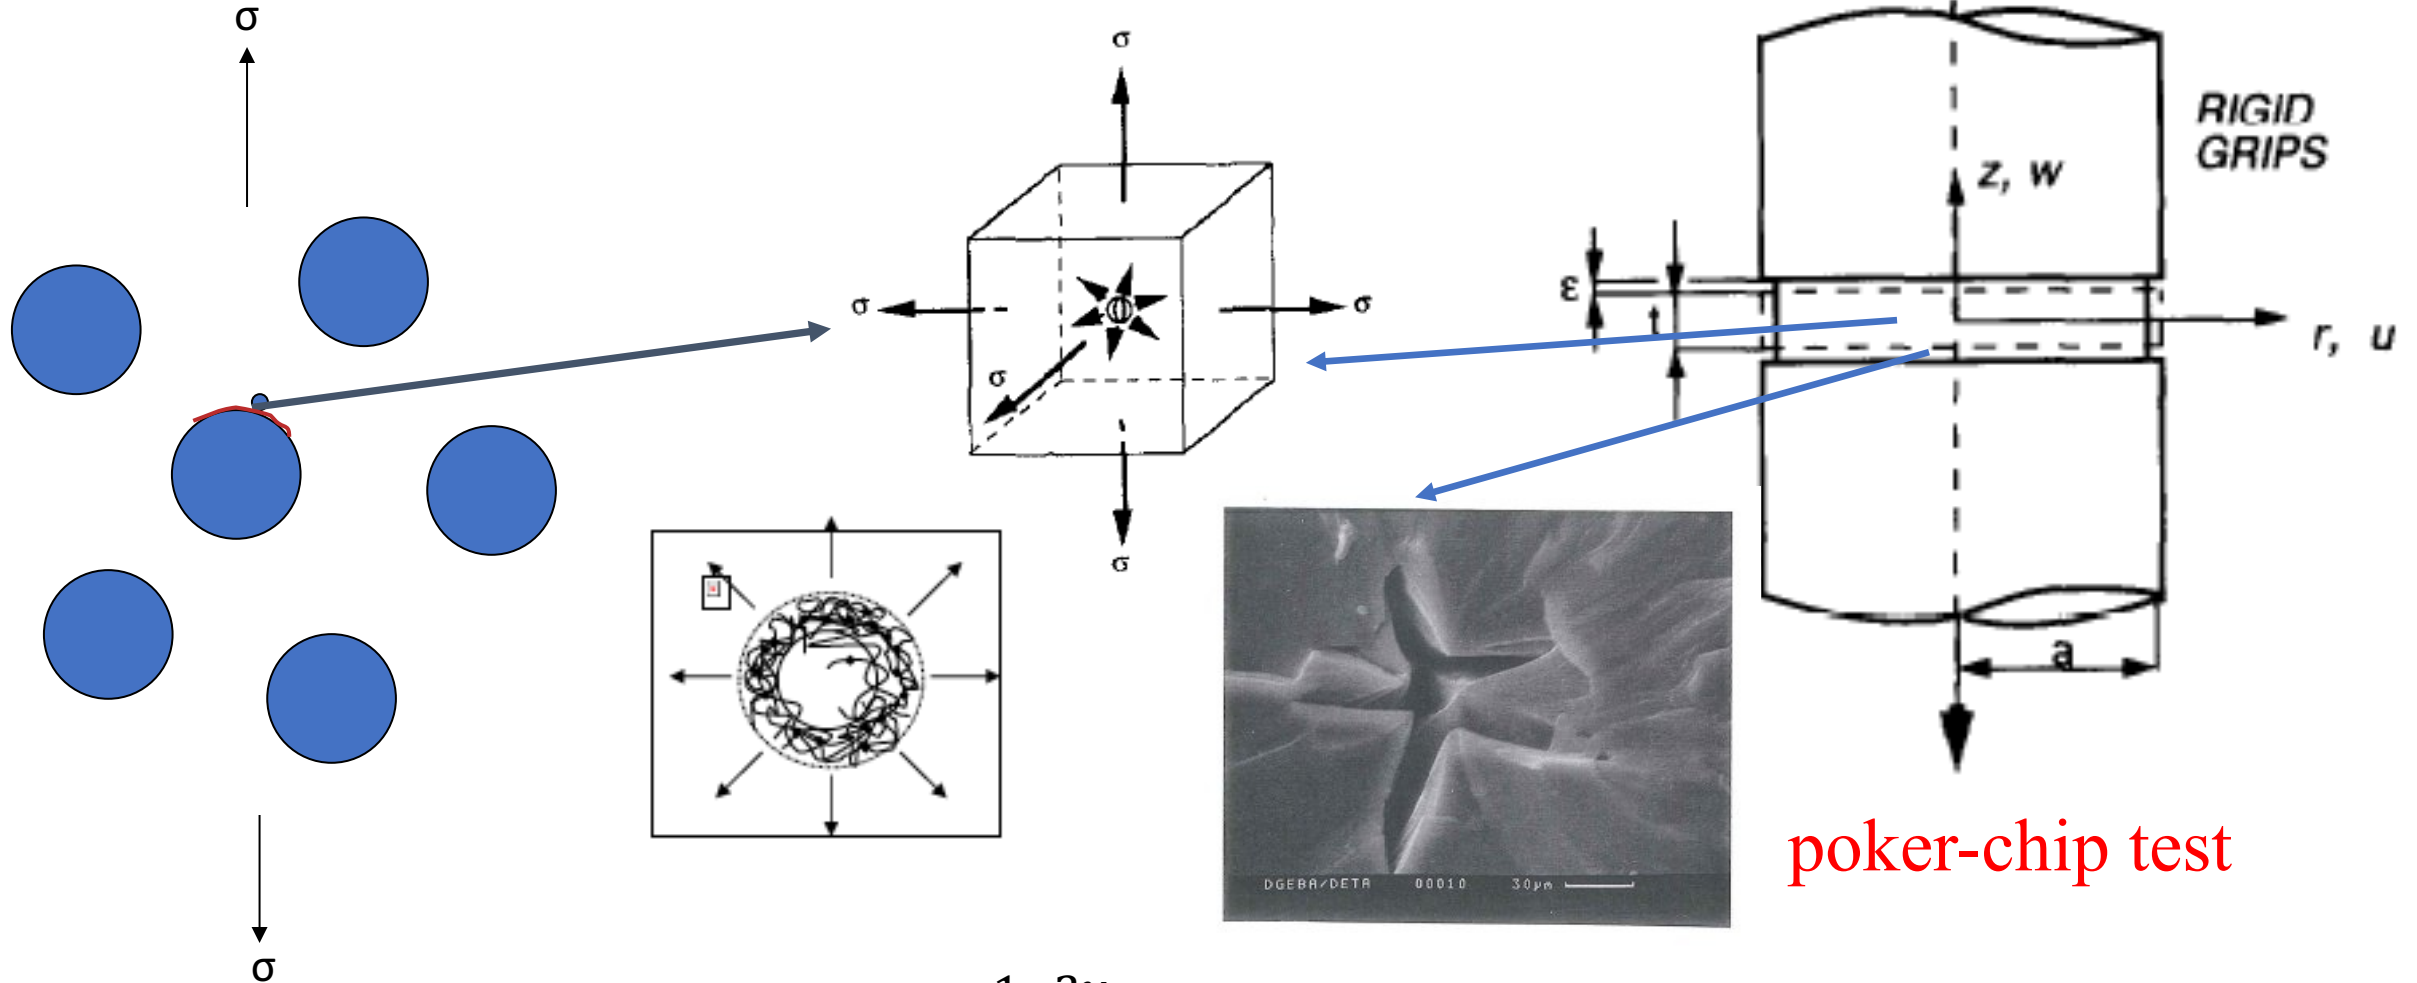 σ
σ
σ
σ
σ
σ
σ
RIGID
GRIPS
z, w
ε
t
r, u
a
DGEBA/DETA 00010 30µm
poker-chip test